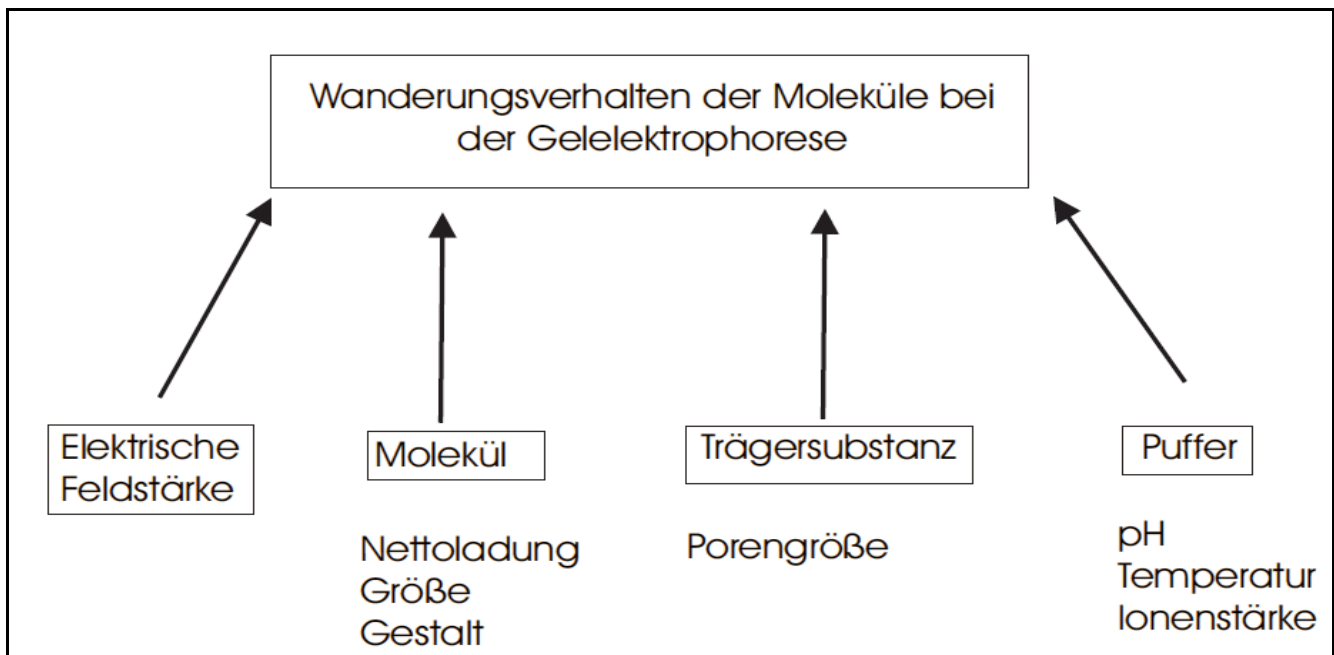 Wanderungsverhalten der Moleküle bei
der Gelelektrophorese
Elektrische
Feldstärke
Molekül
Nettoladung
Größe
Gestalt
Trägersubstanz
Porengröße
Puffer
pH
Temperatur
Ionenstärke